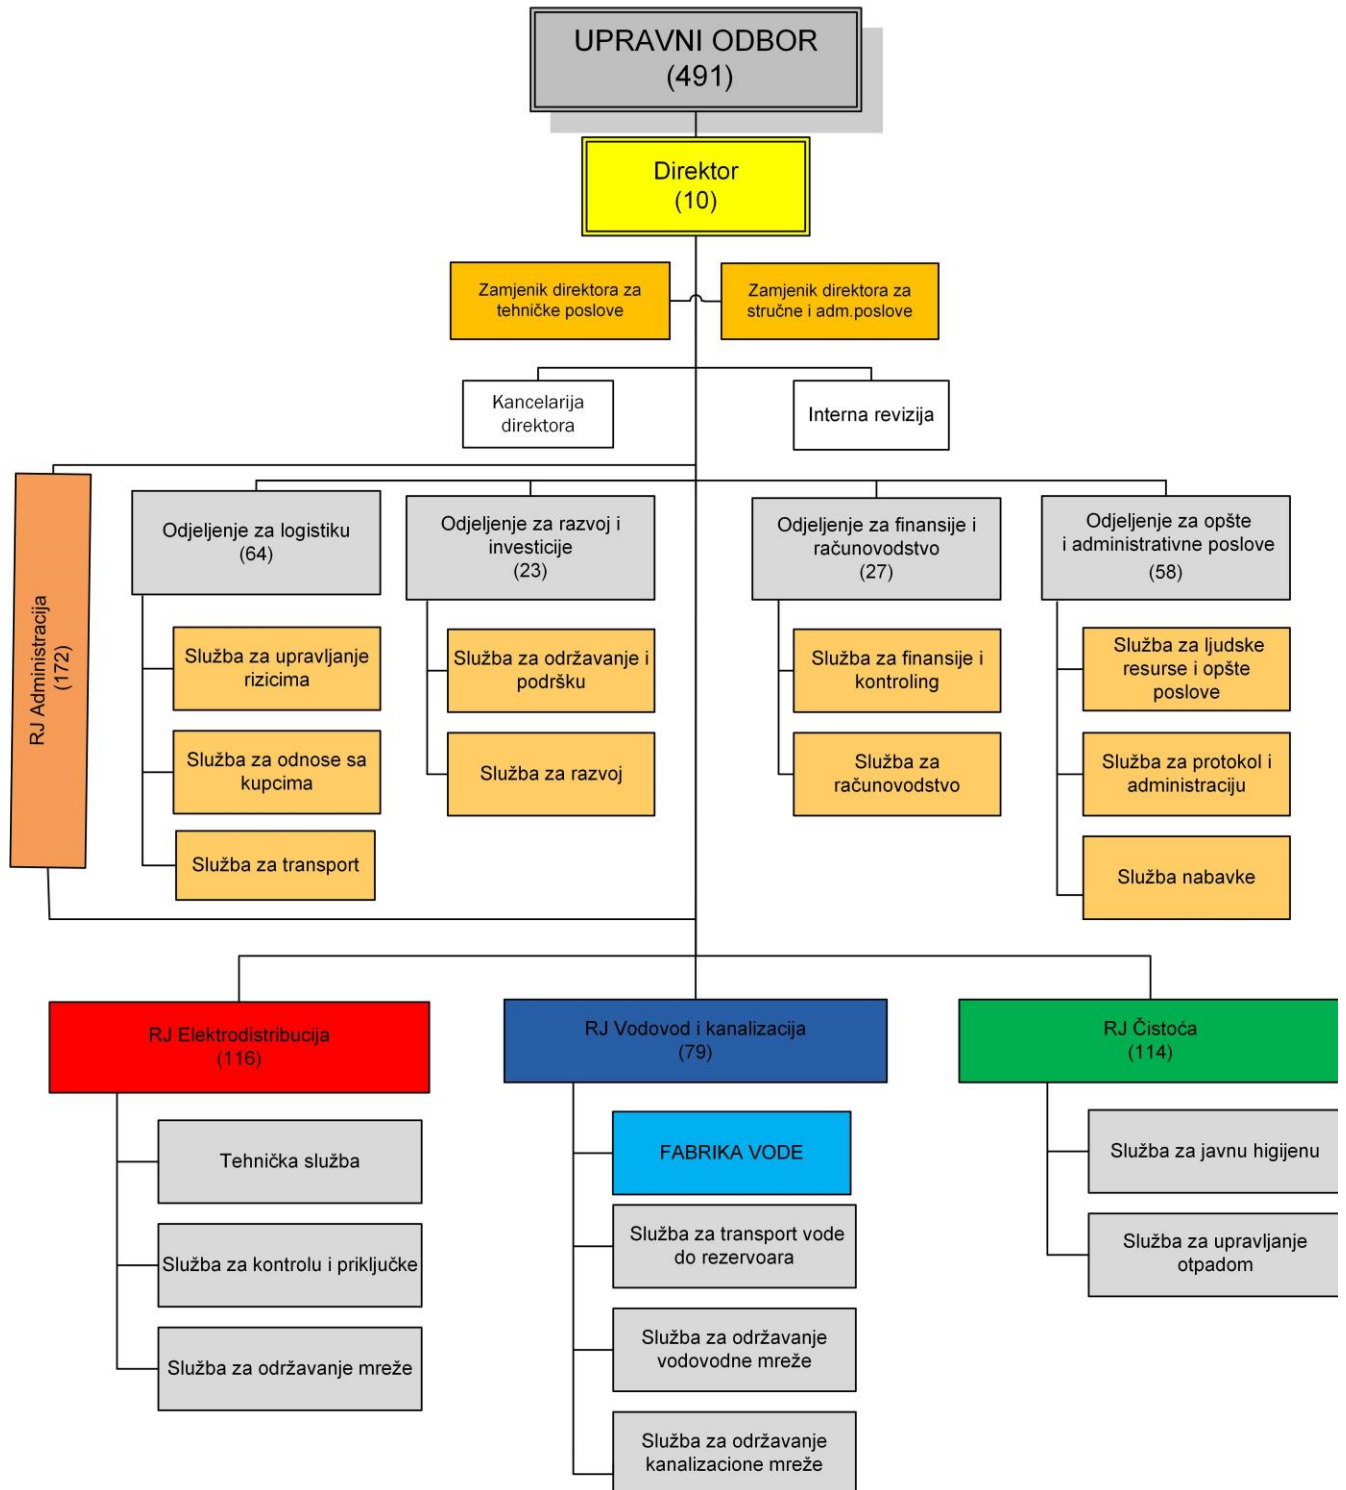 UPRAVNI ODBOR
(491)
Direktor
(10)
Zamjenik direktora za
tehničke poslove
Zamjenik direktora za
stručne i adm.poslove
Kancelarija
direktora
Interna revizija
RJ Administracija
(172)
Odjeljenje za logistiku
(64)
Odjeljenje za razvoj i
investicije
(23)
Odjeljenje za finansije i
računovodstvo
(27)
Odjeljenje za opšte
i administrativne poslove
(58)
Služba za upravljanje
rizicima
Služba za održavanje i
podršku
Služba za finansije i
kontroling
Služba za ljudske
resurse i opšte
poslove
Služba za odnose sa
kupcima
Služba za razvoj
Služba za
računovodstvo
Služba za protokol i
administraciju
Služba za transport
Služba nabavke
RJ Elektrodistribucija
(116)
RJ Vodovod i kanalizacija
(79)
RJ Čistoća
(114)
Tehnička služba
FABRIKA VODE
Služba za javnu higijenu
Služba za kontrolu i priključke
Služba za transport vode
do rezervoara
Služba za upravljanje
otpadom
Služba za održavanje mreže
Služba za održavanje
vodovodne mreže
Služba za održavanje
kanalizacione mreže